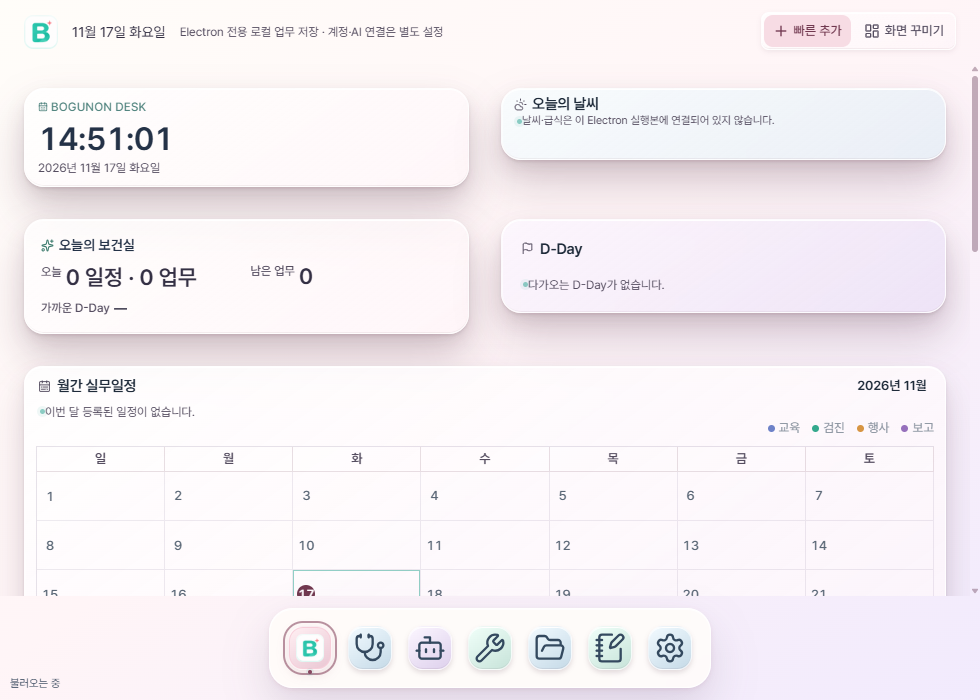 B
11월 17일 화요일
Electron 전용 로컬 업무 저장 · 계정·AI 연결은 별도 설정
빠른 추가
화면 꾸미기
BOGUNON DESK
14:51:01
2026년 11월 17일 화요일
오늘의 날씨
날씨·급식은 이 Electron 실행본에 연결되어 있지 않습니다.
오늘의 보건실
오늘 0 일정 · 0 업무
남은 업무 0
가까운 D-Day —
D-Day
다가오는 D-Day가 없습니다.
월간 실무일정
2026년 11월
이번 달 등록된 일정이 없습니다.
교육 검진 행사 보고
일 월 화 수 목 금 토
1 2 3 4 5 6 7
8 9 10 11 12 13 14
15 16 17 18 19 20 21
B
불러오는 중